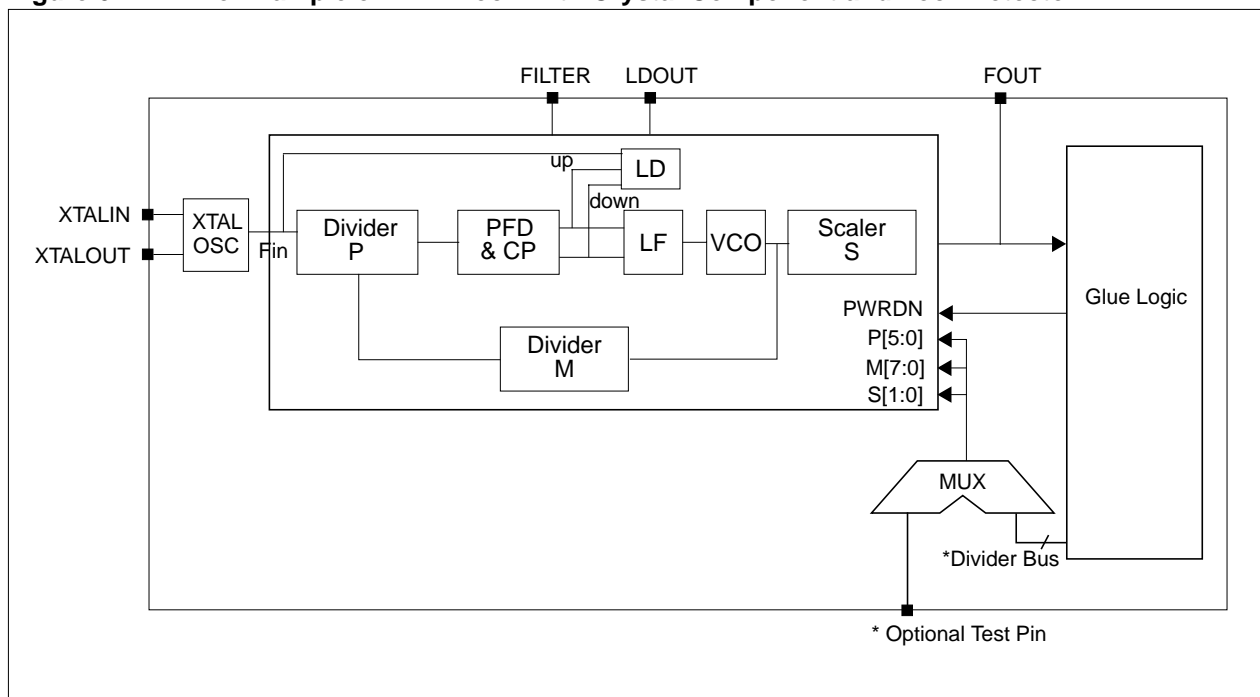 FILTER
LDOUT
FOUT
up
LD
down
XTALIN
XTALOUT
XTAL
OSC
Fin
Divider
P
PFD
& CP
LF
VCO
Scaler
S
Divider
M
PWRDN
P[5:0]
M[7:0]
S[1:0]
Glue Logic
MUX
*Divider Bus
* Optional Test Pin